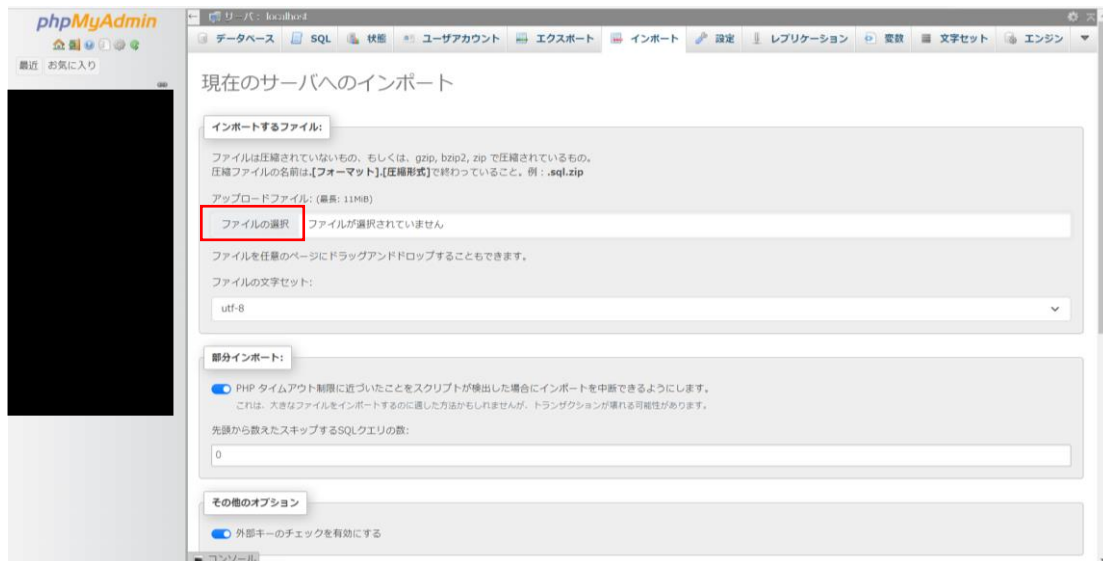 phpMyAdmin
最近 お気に入り
サーバ: localhost
データベース SQL 状態 ユーザアカウント エクスポート インポート 設定 レプリケーション 変数 文字セット エンジン
現在のサーバへのインポート
インポートするファイル:
ファイルは圧縮されていないもの、もしくは、gzip, bzip2, zip で圧縮されているもの。
圧縮ファイルの名前は.[フォーマット].[圧縮形式]で終わっていること。例：.sql.zip
アップロードファイル: (最長: 11MiB)
ファイルの選択 ファイルが選択されていません
ファイルを任意のページにドラッグアンドドロップすることもできます。
ファイルの文字セット:
utf-8
部分インポート:
PHP タイムアウト制限に近づいたことをスクリプトが検出した場合にインポートを中断できるようにします。
これは、大きなファイルをインポートするのに適した方法かもしれませんが、トランザクションが壊れる可能性があります。
先頭から数えたスキップするSQLクエリの数:
0
その他のオプション
外部キーのチェックを有効にする
コンソール